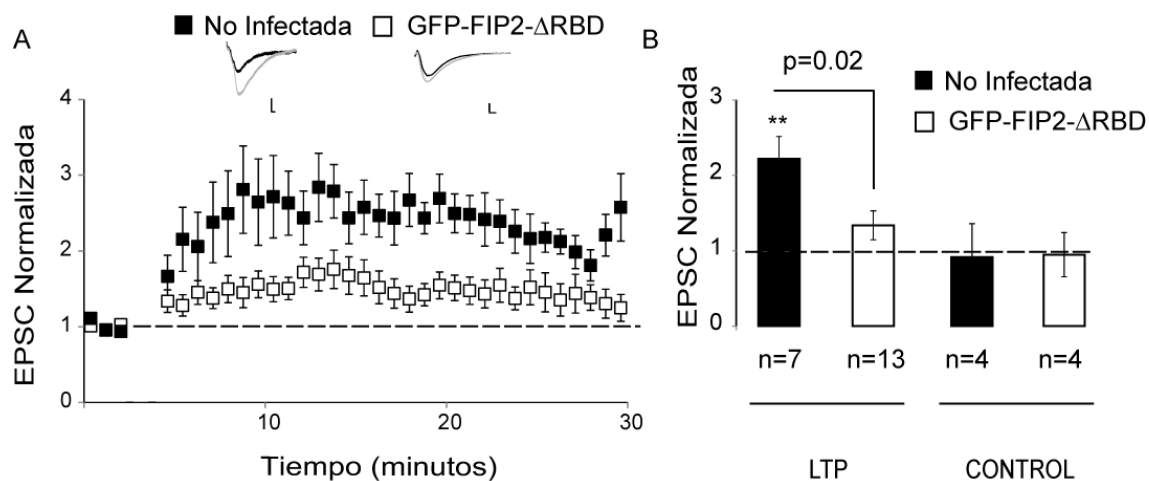 A
No Infectada GFP-FIP2-ΔRBD
EPSC Normalizada
4
3
2
1
0
10 20 30
Tiempo (minutos)
B
p=0.02
No Infectada
GFP-FIP2-ΔRBD
**
EPSC Normalizada
3
2
1
0
n=7 n=13 n=4 n=4
LTP CONTROL